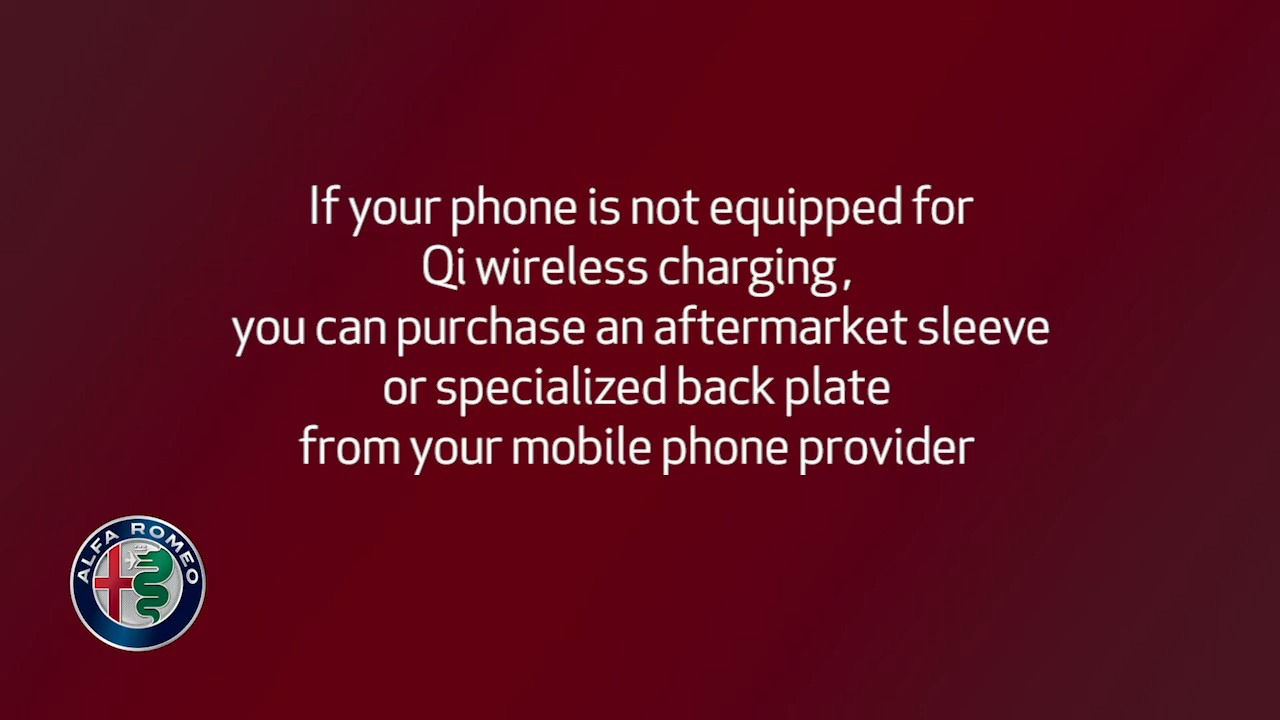 If your phone is not equipped for
Qi wireless charging,
you can purchase an aftermarket sleeve
or specialized back plate
from your mobile phone provider
ALFA ROMEO